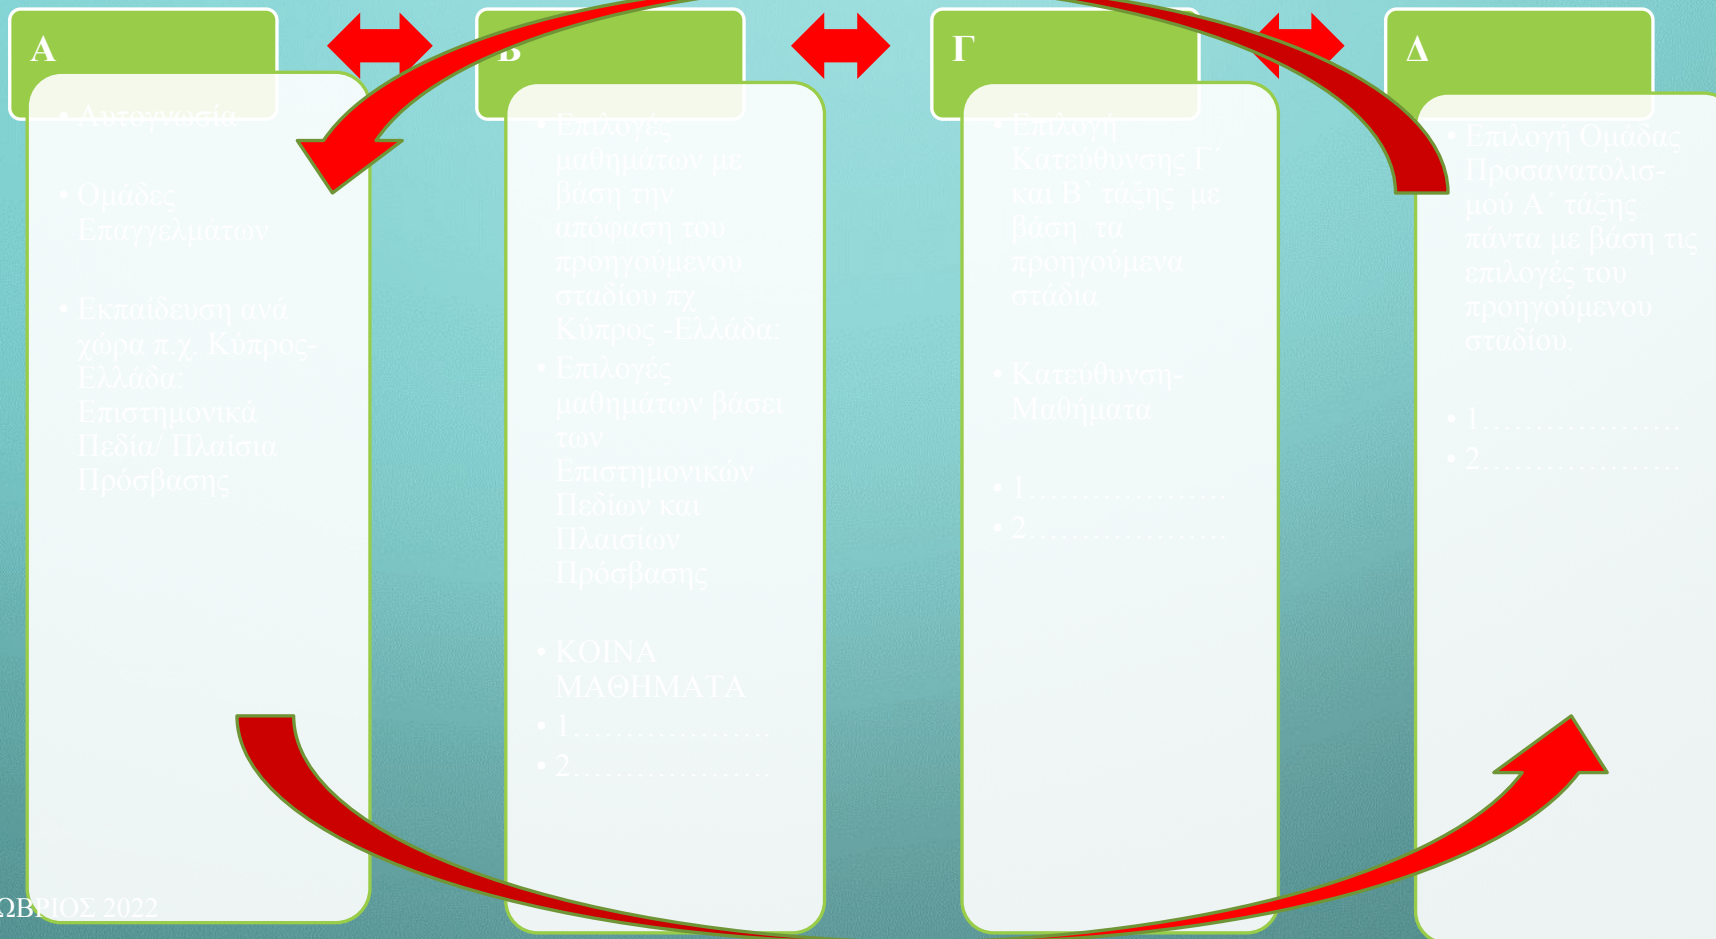 Α
• Αυτογνωσία
• Ομάδες
Επαγγελμάτων
• Εκπαίδευση ανά
χώρα π.χ. Κύπρος-
Ελλάδα:
Επιστημονικά
Πεδία/ Πλαίσια
Πρόσβασης
Β
• Επιλογές
μαθημάτων με
βάση την
απόφαση του
προηγούμενου
σταδίου πχ
Κύπρος -Ελλάδα:
• Επιλογές
μαθημάτων βάσει
των
Επιστημονικών
Πεδίων και
Πλαισίων
Πρόσβασης
• ΚΟΙΝΑ
ΜΑΘΗΜΑΤΑ
• 1...................
• 2...................
Γ
• Επιλογή
Κατεύθυνσης Γ΄
και Β΄ τάξης με
βάση τα
προηγούμενα
στάδια
• Κατεύθυνση-
Μαθήματα
• 1...................
• 2...................
Δ
• Επιλογή Ομάδας
Προσανατολισ-
μού Α΄ τάξης
πάντα με βάση τις
επιλογές του
προηγούμενου
σταδίου.
• 1...................
• 2...................
ΩΒΡΙΟΣ 2022